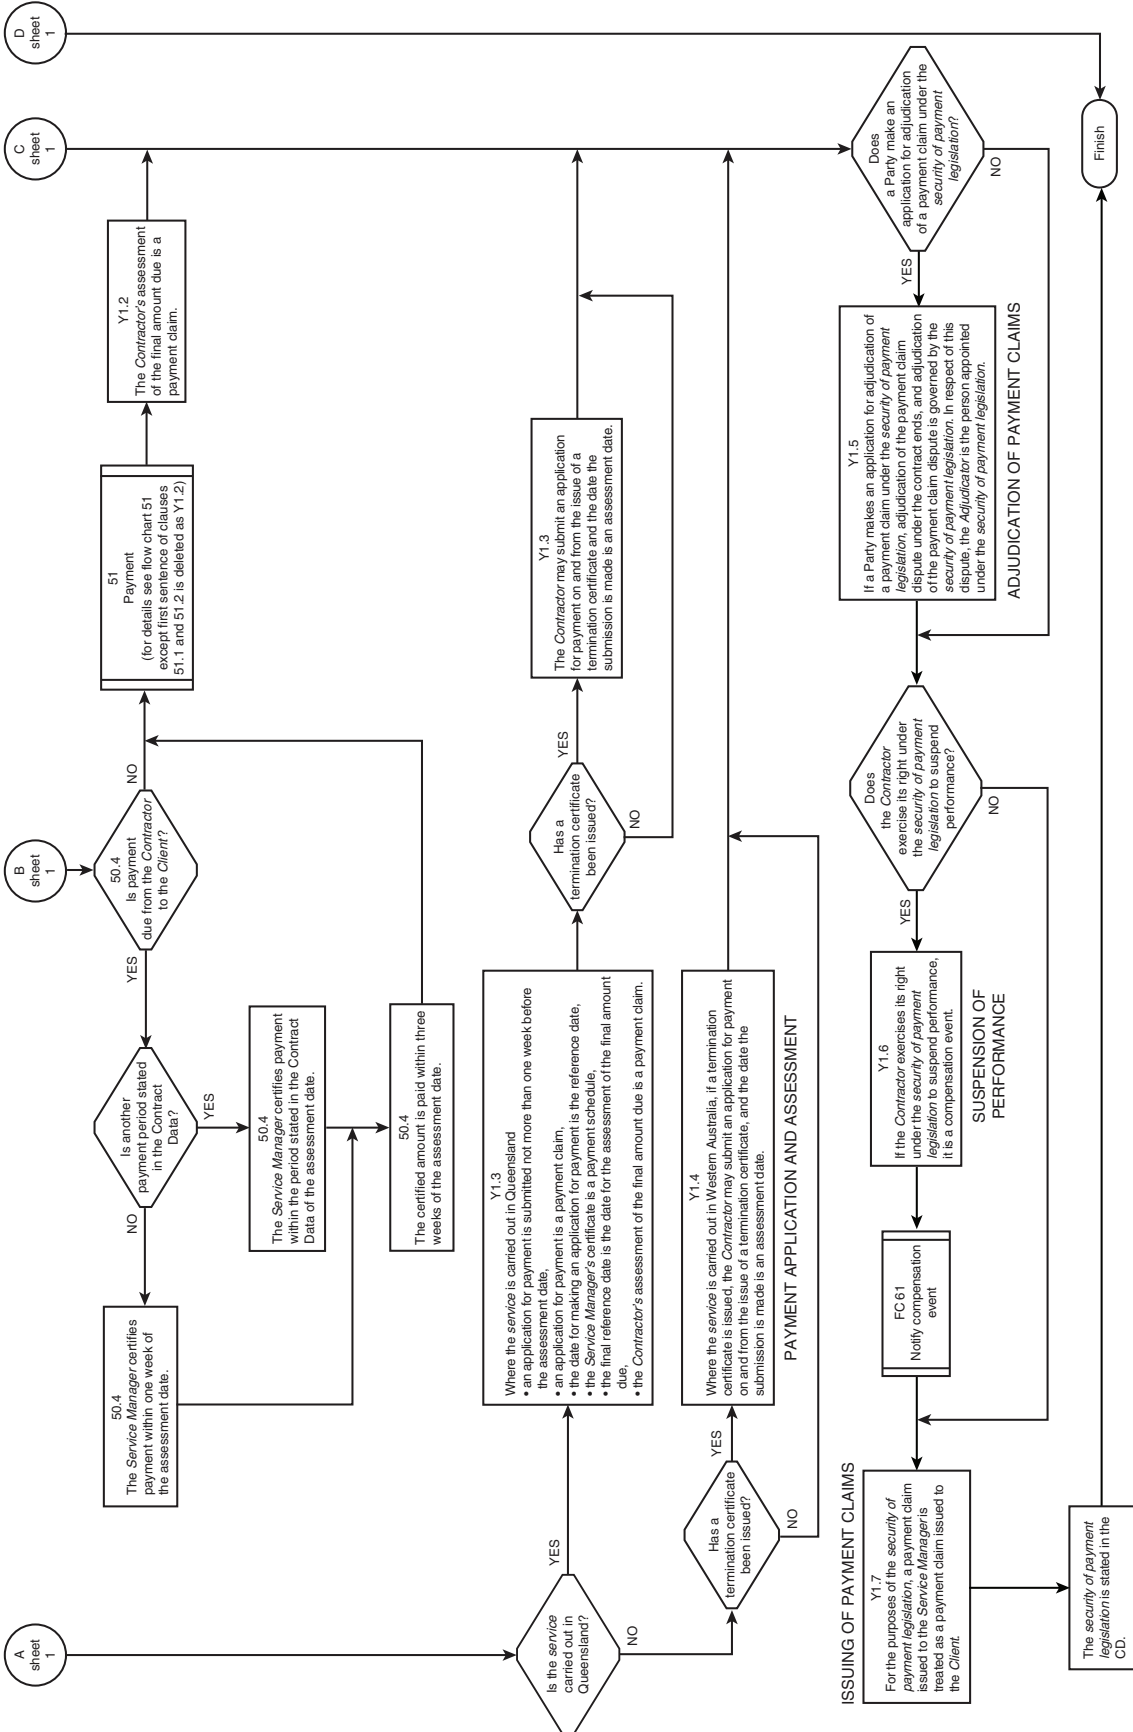 A
sheet
1
B
sheet
1
C
sheet
1
D
sheet
1
50.4
Is payment
due from the Contractor
to the Client?
YES
NO
Is another
payment period stated
in the Contract
Data?
NO
YES
50.4
The Service Manager certifies
payment within one week of
the assessment date.
50.4
The Service Manager certifies payment
within the period stated in the Contract
Data of the assessment date.
50.4
The certified amount is paid within three
weeks of the assessment date.
51
Payment
(for details see flow chart 51
except first sentence of clauses
51.1 and 51.2 is deleted as Y1.2)
Y1.2
The Contractor's assessment
of the final amount due is a
payment claim.
Is the service
carried out in
Queensland?
YES
NO
Y1.3
Where the service is carried out in Queensland
• an application for payment is submitted not more than one week before
the assessment date,
• an application for payment is a payment claim,
• the date for making an application for payment is the reference date,
• the Service Manager's certificate is a payment schedule,
• the final reference date is the date for the assessment of the final amount
due,
• the Contractor's assessment of the final amount due is a payment claim.
Has a
termination certificate
been issued?
YES
NO
Y1.3
The Contractor may submit an application
for payment on and from the issue of a
termination certificate and the date the
submission is made is an assessment date.
Has a
termination certificate
been issued?
YES
NO
Y1.4
Where the service is carried out in Western Australia, if a termination
certificate is issued, the Contractor may submit an application for payment
on and from the issue of a termination certificate, and the date the
submission is made is an assessment date.
PAYMENT APPLICATION AND ASSESSMENT
Does
a Party make an
application for adjudication
of a payment claim under the
security of payment
legislation?
YES
NO
Y1.5
If a Party makes an application for adjudication of
a payment claim under the security of payment
legislation, adjudication of the payment claim
dispute under the contract ends, and adjudication
of the payment claim dispute is governed by the
security of payment legislation. In respect of this
dispute, the Adjudicator is the person appointed
under the security of payment legislation.
ADJUDICATION OF PAYMENT CLAIMS
Does
the Contractor
exercise its right under
the security of payment
legislation to suspend
performance?
YES
NO
Y1.6
If the Contractor exercises its right
under the security of payment
legislation to suspend performance,
it is a compensation event.
SUSPENSION OF
PERFORMANCE
FC 61
Notify compensation
event
ISSUING OF PAYMENT CLAIMS
Y1.7
For the purposes of the security of
payment legislation, a payment claim
issued to the Service Manager is
treated as a payment claim issued to
the Client.
The security of payment
legislation is stated in the
CD.
Finish